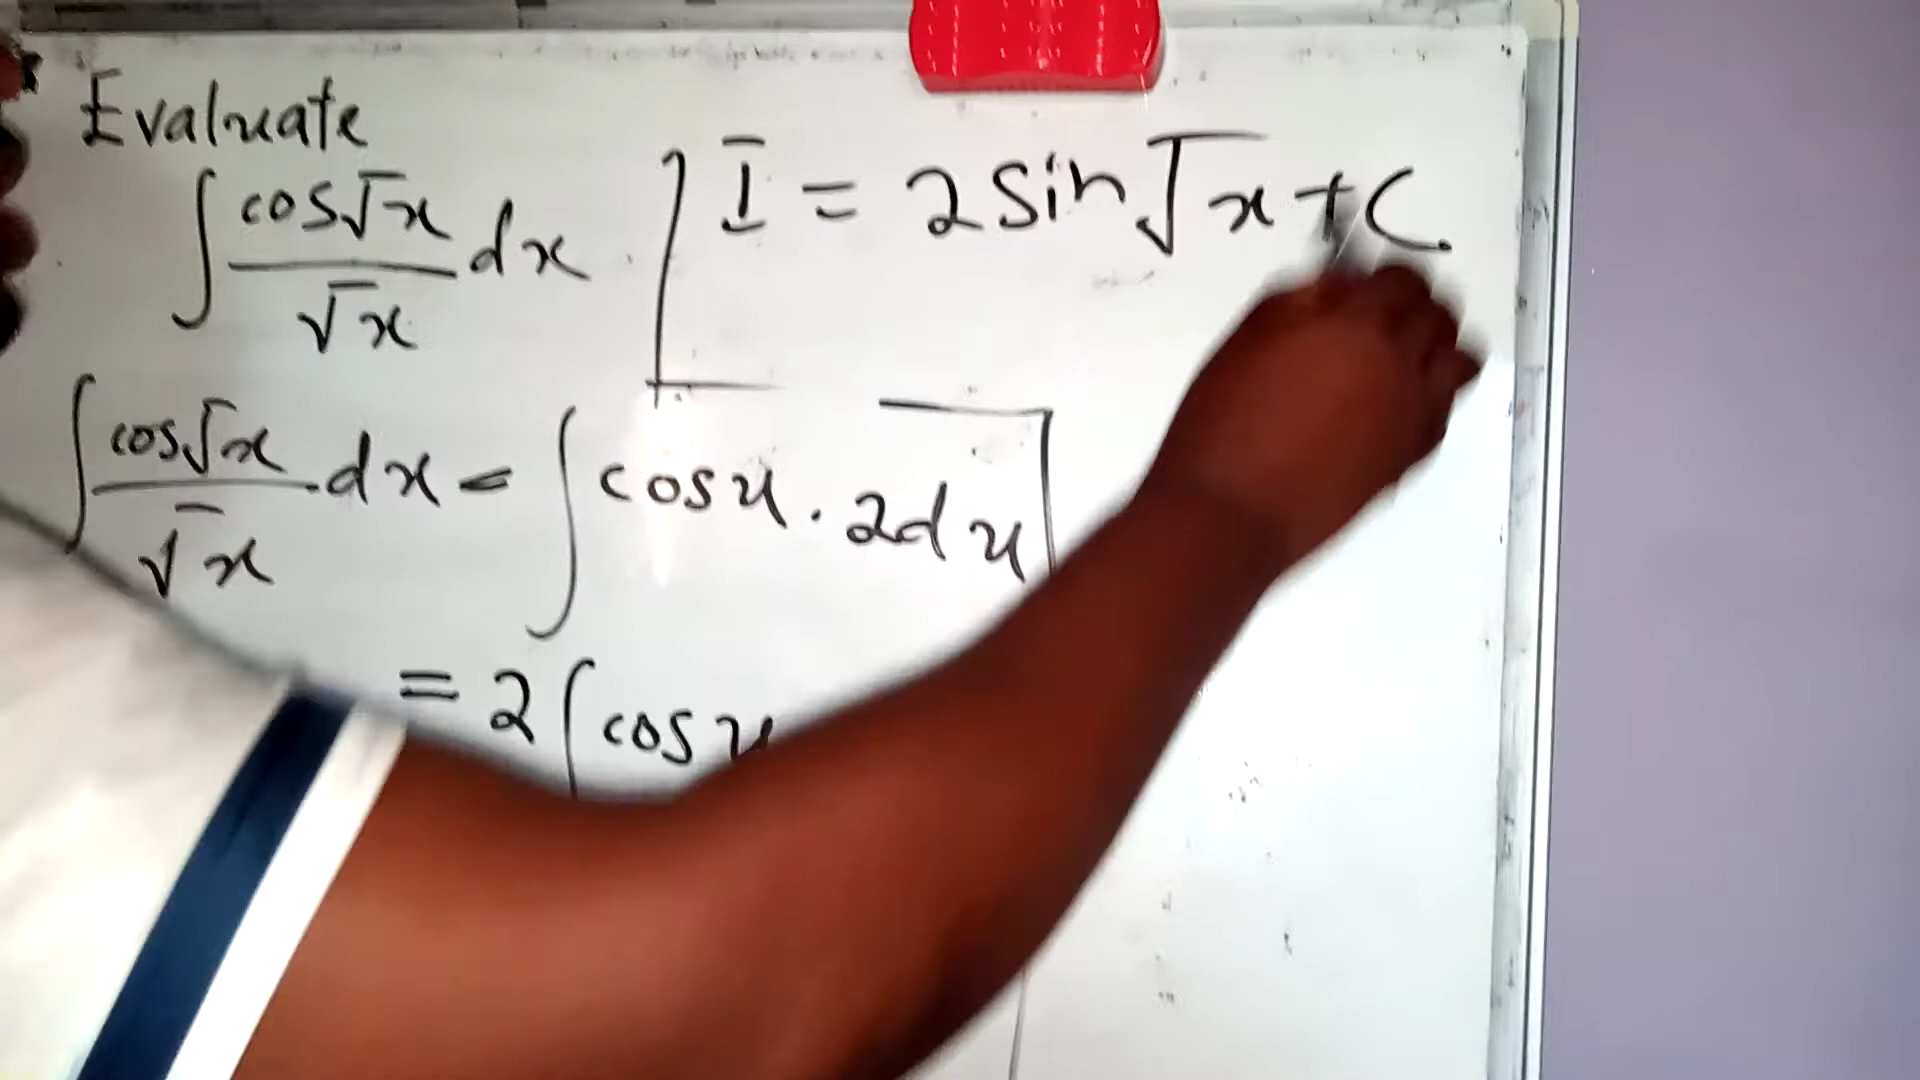 Evaluate
∫ cos√x / √x dx
I = 2 sin√x + C.
∫ cos√x / √x dx = ∫ cos u . 2du
= 2 ∫ cos u